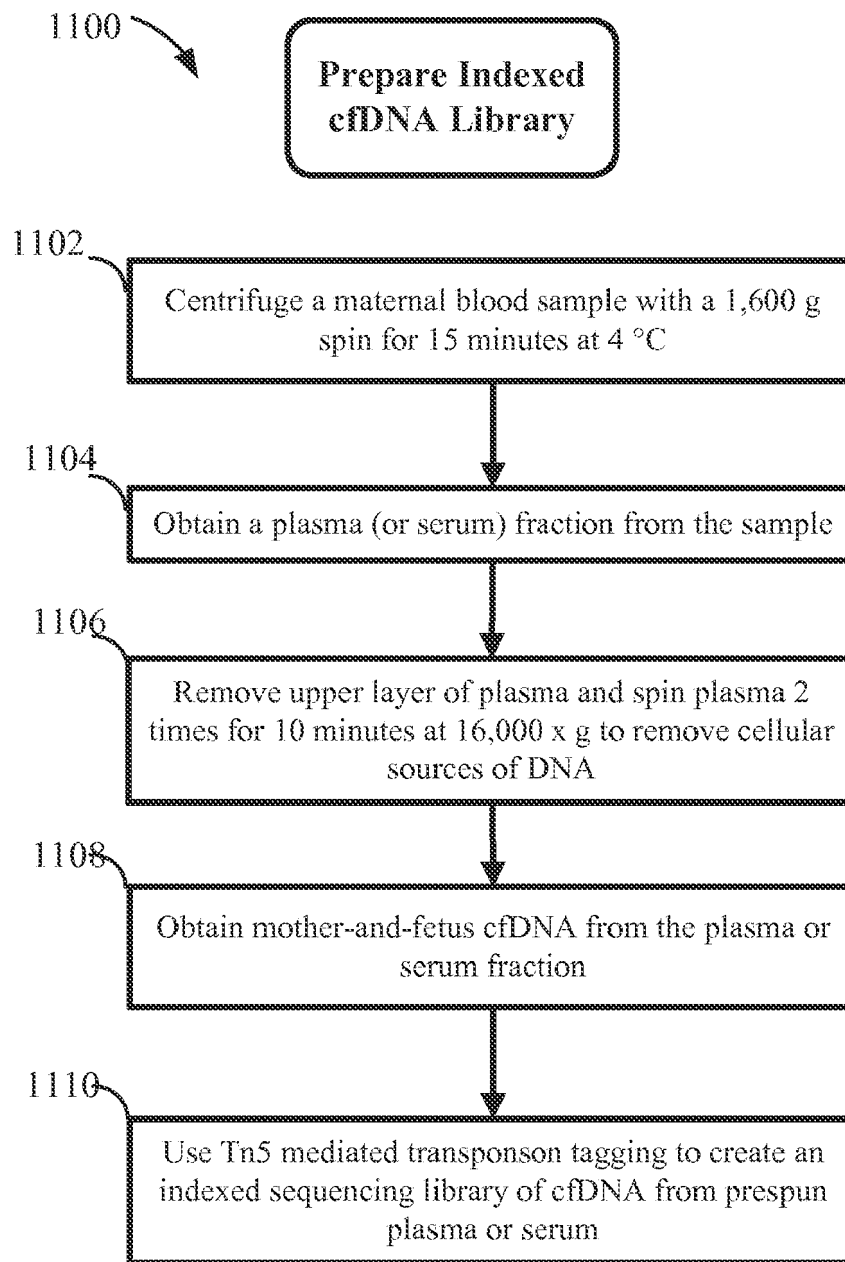 1100
Prepare Indexed
cfDNA Library
1102
Centrifuge a maternal blood sample with a 1,600 g
spin for 15 minutes at 4 °C
1104
Obtain a plasma (or serum) fraction from the sample
1106
Remove upper layer of plasma and spin plasma 2
times for 10 minutes at 16,000 x g to remove cellular
sources of DNA
1108
Obtain mother-and-fetus cfDNA from the plasma or
serum fraction
1110
Use Tn5 mediated transponson tagging to create an
indexed sequencing library of cfDNA from prespun
plasma or serum